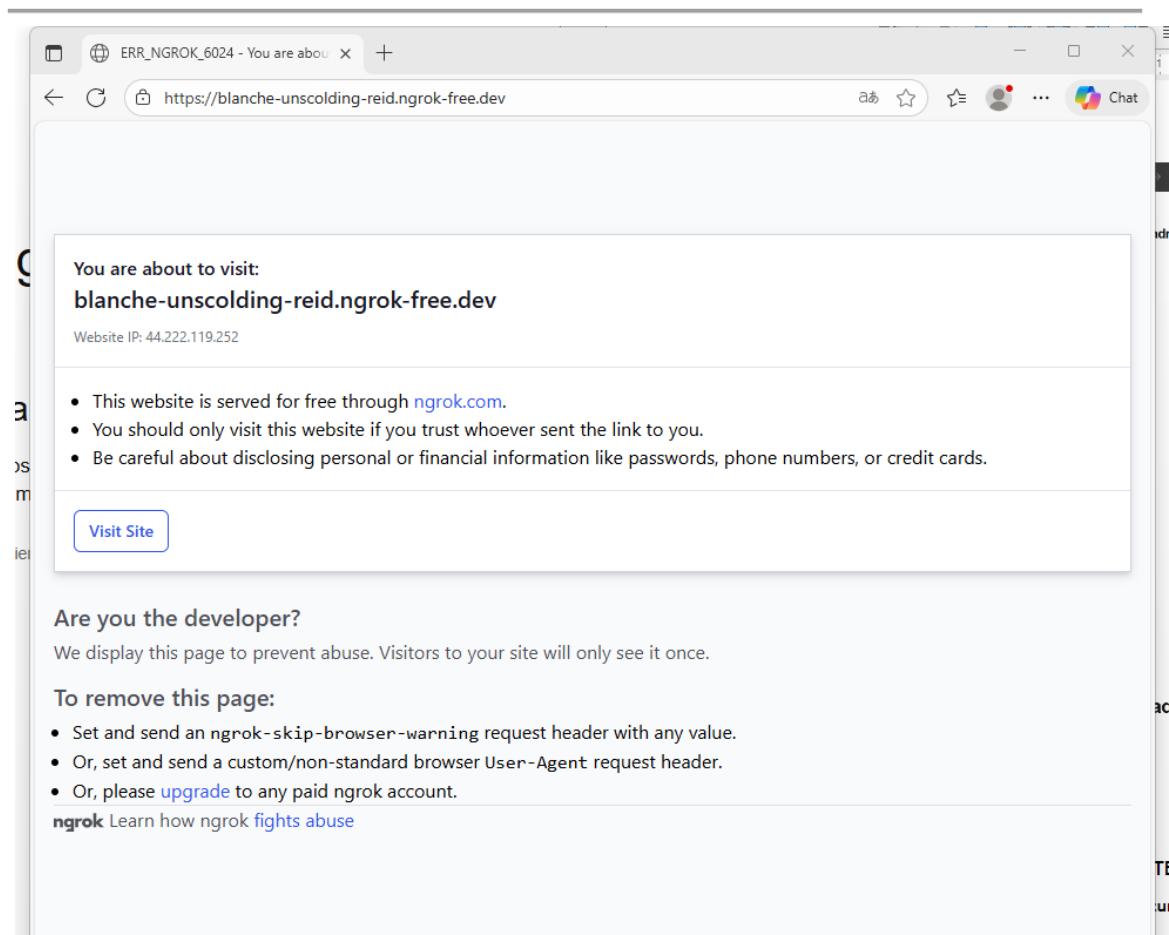 ERR_NGROK_6024 - You are abou
https://blanche-unscolding-reid.ngrok-free.dev
Chat
You are about to visit:
blanche-unscolding-reid.ngrok-free.dev
Website IP: 44.222.119.252
This website is served for free through ngrok.com.
You should only visit this website if you trust whoever sent the link to you.
Be careful about disclosing personal or financial information like passwords, phone numbers, or credit cards.
Visit Site
Are you the developer?
We display this page to prevent abuse. Visitors to your site will only see it once.
To remove this page:
Set and send an ngrok-skip-browser-warning request header with any value.
Or, set and send a custom/non-standard browser User-Agent request header.
Or, please upgrade to any paid ngrok account.
ngrok Learn how ngrok fights abuse